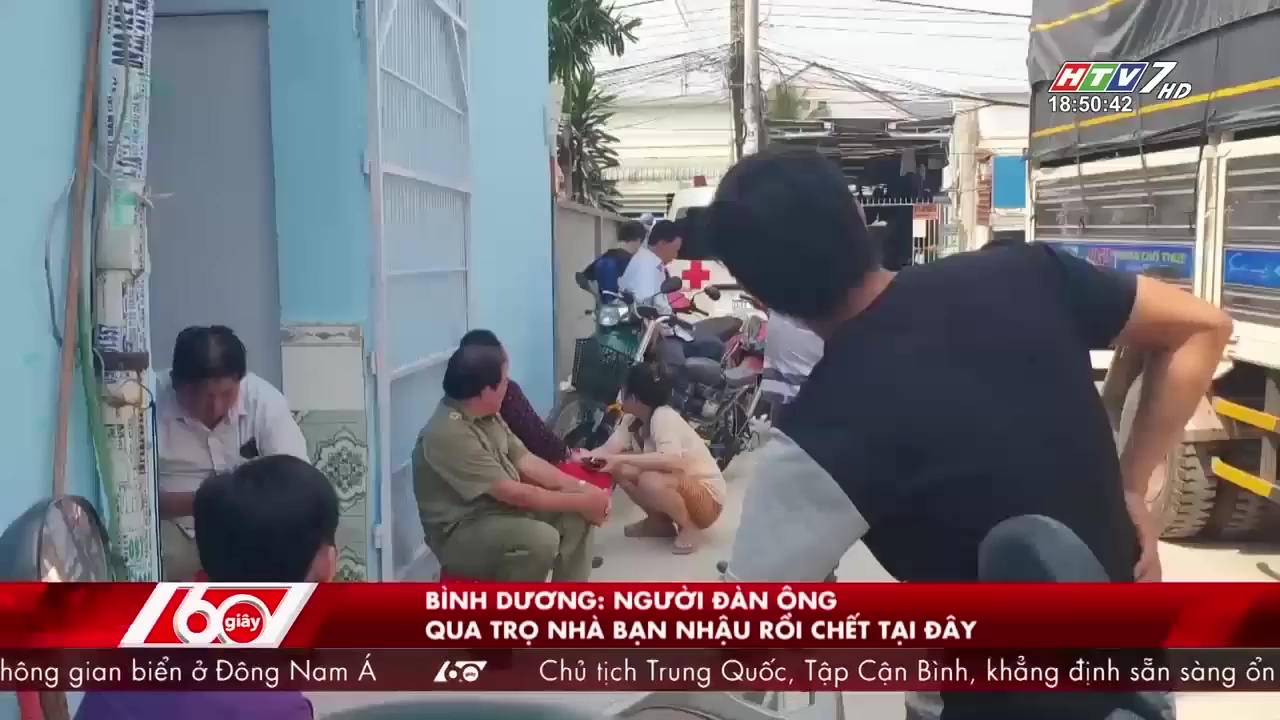 HTV7 HD
18:50:42
60 giây
BÌNH DƯƠNG: NGƯỜI ĐÀN ÔNG
QUA TRỌ NHÀ BẠN NHẬU RỒI CHẾT TẠI ĐÂY
hông gian biển ở Đông Nam Á 60 Chủ tịch Trung Quốc, Tập Cận Bình, khẳng định sẵn sàng ổn